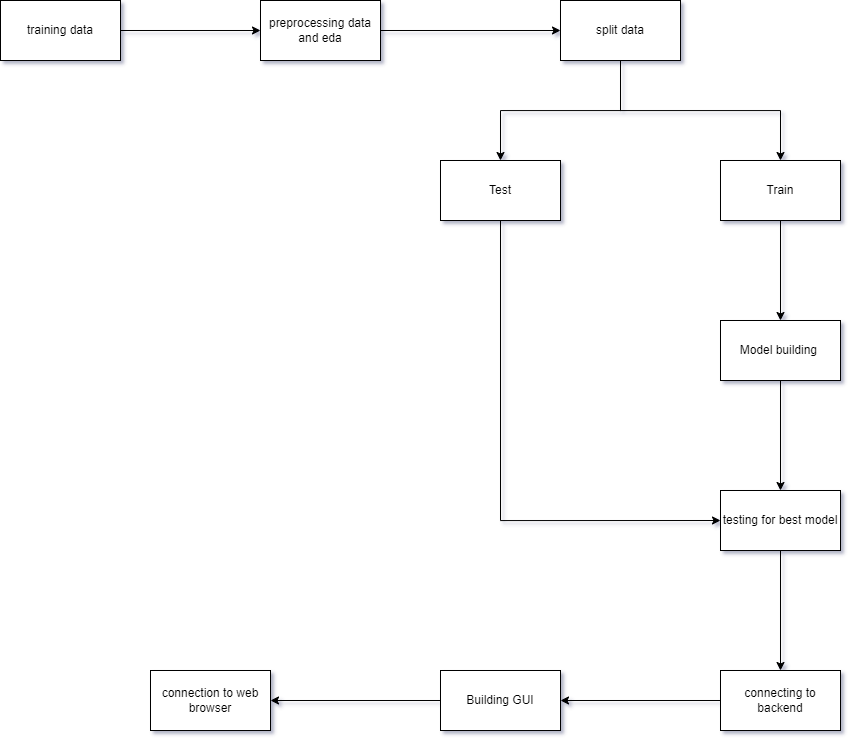 training data
preprocessing data
and eda
split data
Test
Train
Model building
testing for best model
connection to web
browser
Building GUI
connecting to
backend